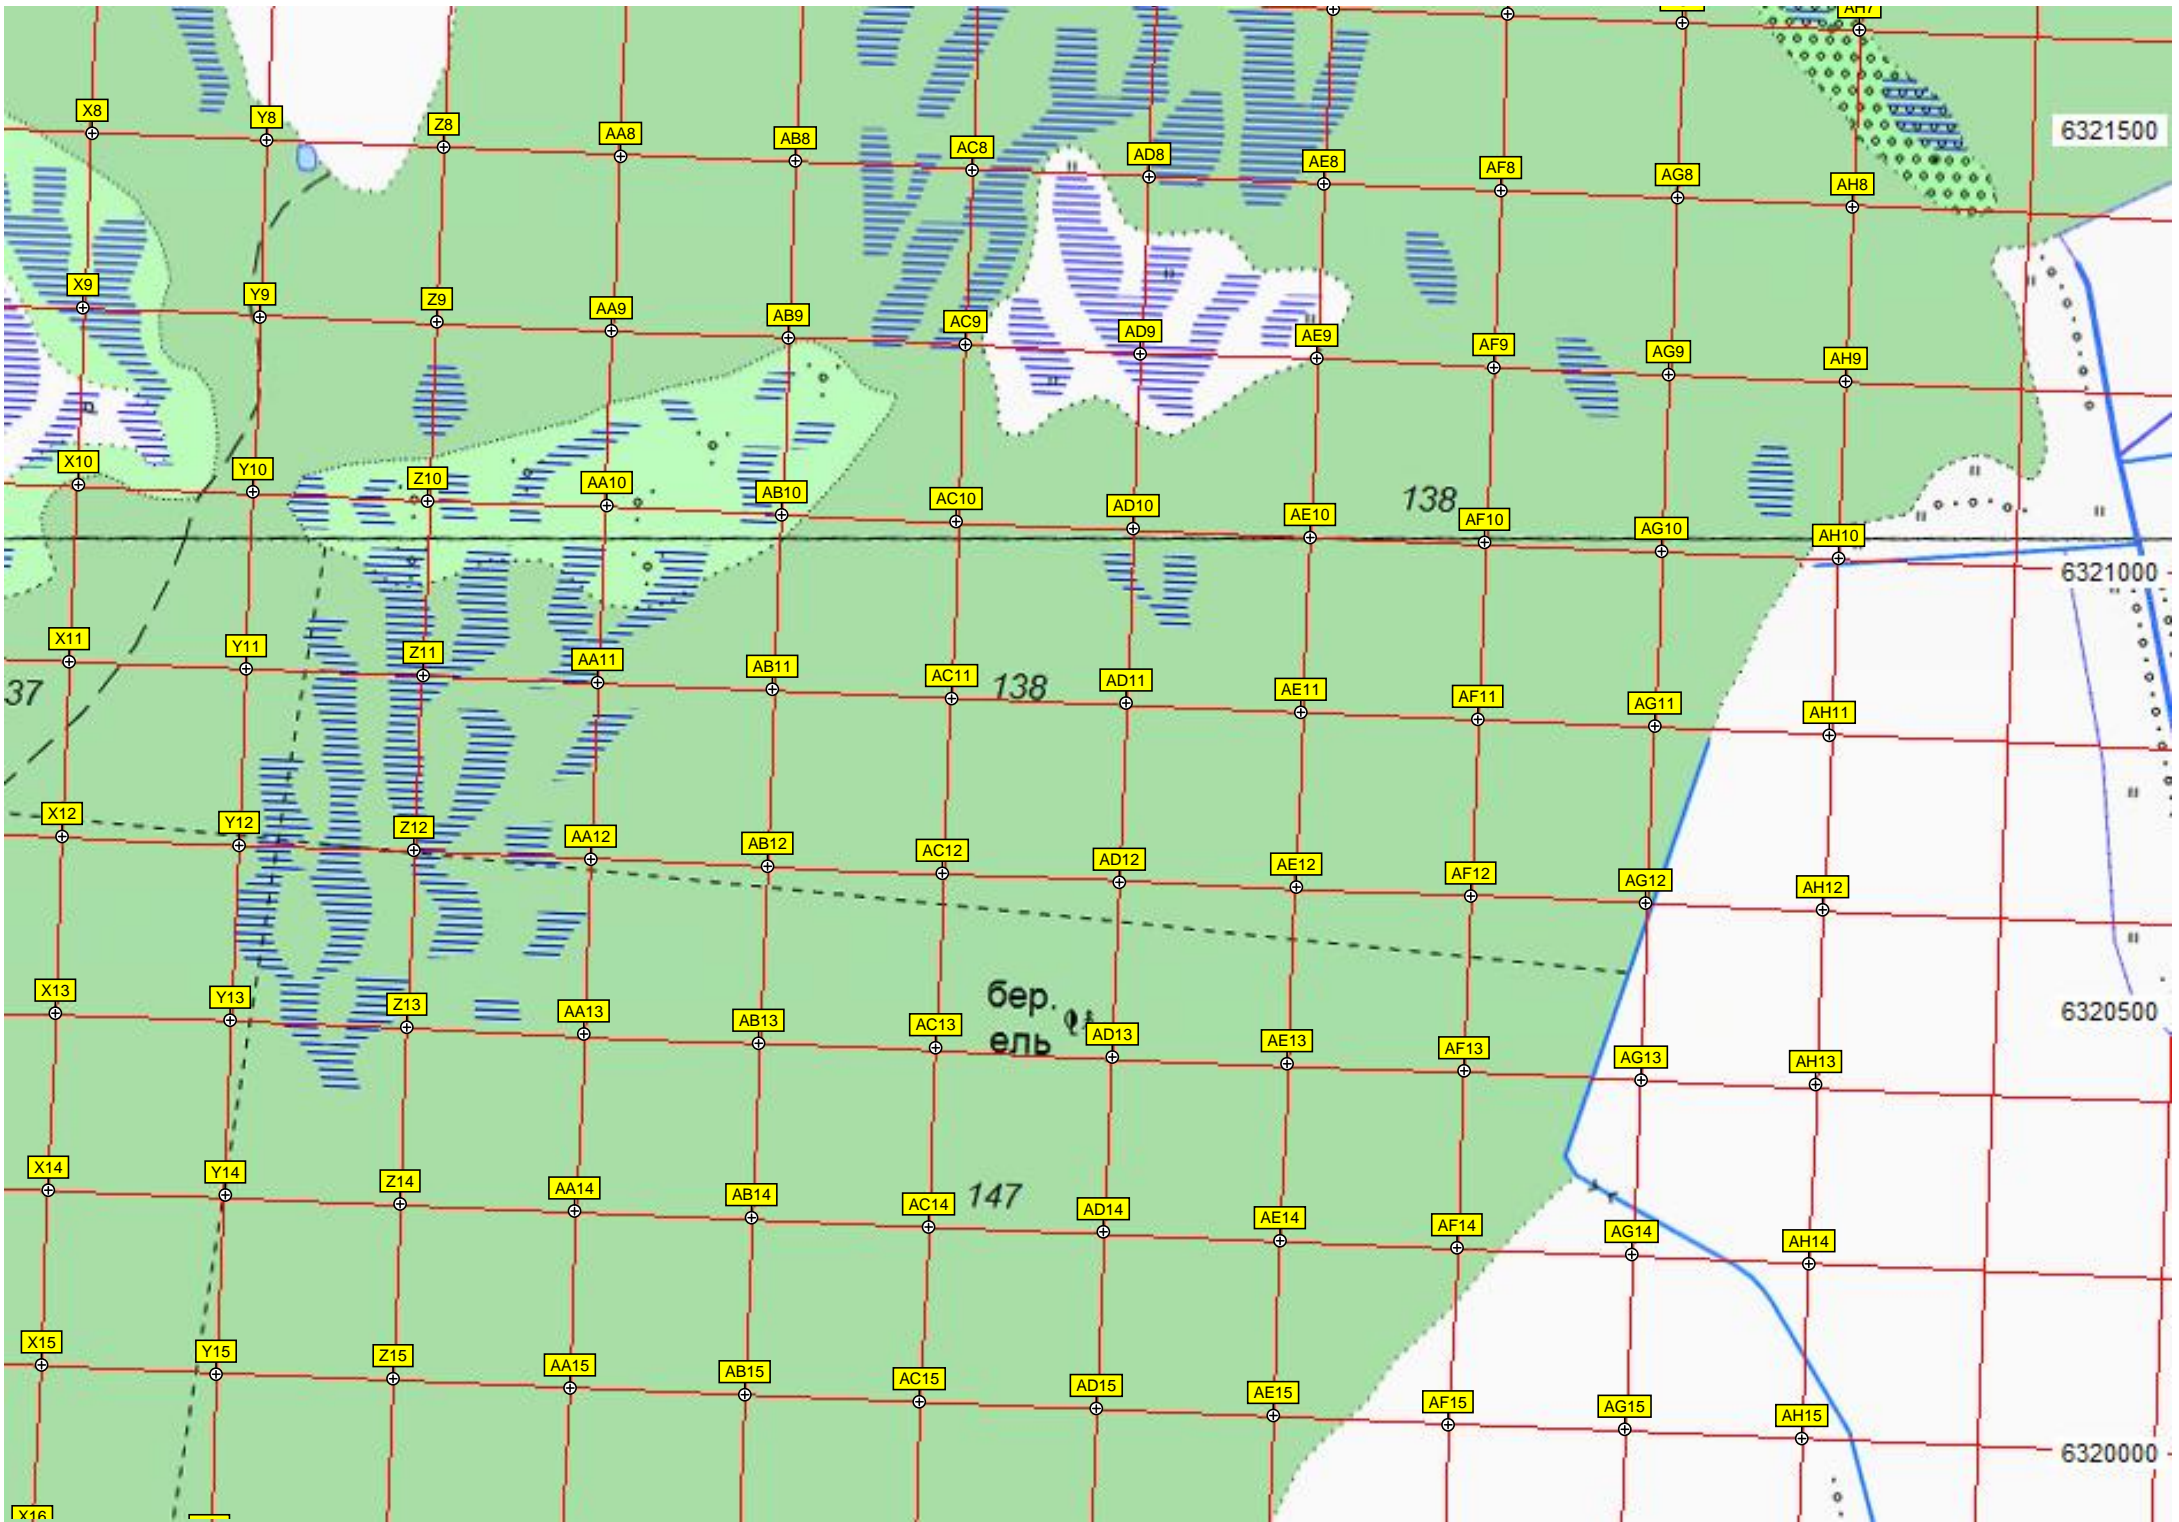 AH7
X8 Y8 Z8 AA8 AB8 AC8 AD8 AE8 AF8 AG8 AH8
6321500
X9 Y9 Z9 AA9 AB9 AC9 AD9 AE9 AF9 AG9 AH9
X10 Y10 Z10 AA10 AB10 AC10 AD10 AE10 138 AF10 AG10 AH10
6321000
X11 Y11 Z11 AA11 AB11 AC11 138 AD11 AE11 AF11 AG11 AH11
37
X12 Y12 Z12 AA12 AB12 AC12 AD12 AE12 AF12 AG12 AH12
бер.
ель
6320500
X13 Y13 Z13 AA13 AB13 AC13 AD13 AE13 AF13 AG13 AH13
X14 Y14 Z14 AA14 AB14 AC14 147 AD14 AE14 AF14 AG14 AH14
X15 Y15 Z15 AA15 AB15 AC15 AD15 AE15 AF15 AG15 AH15
6320000
X16